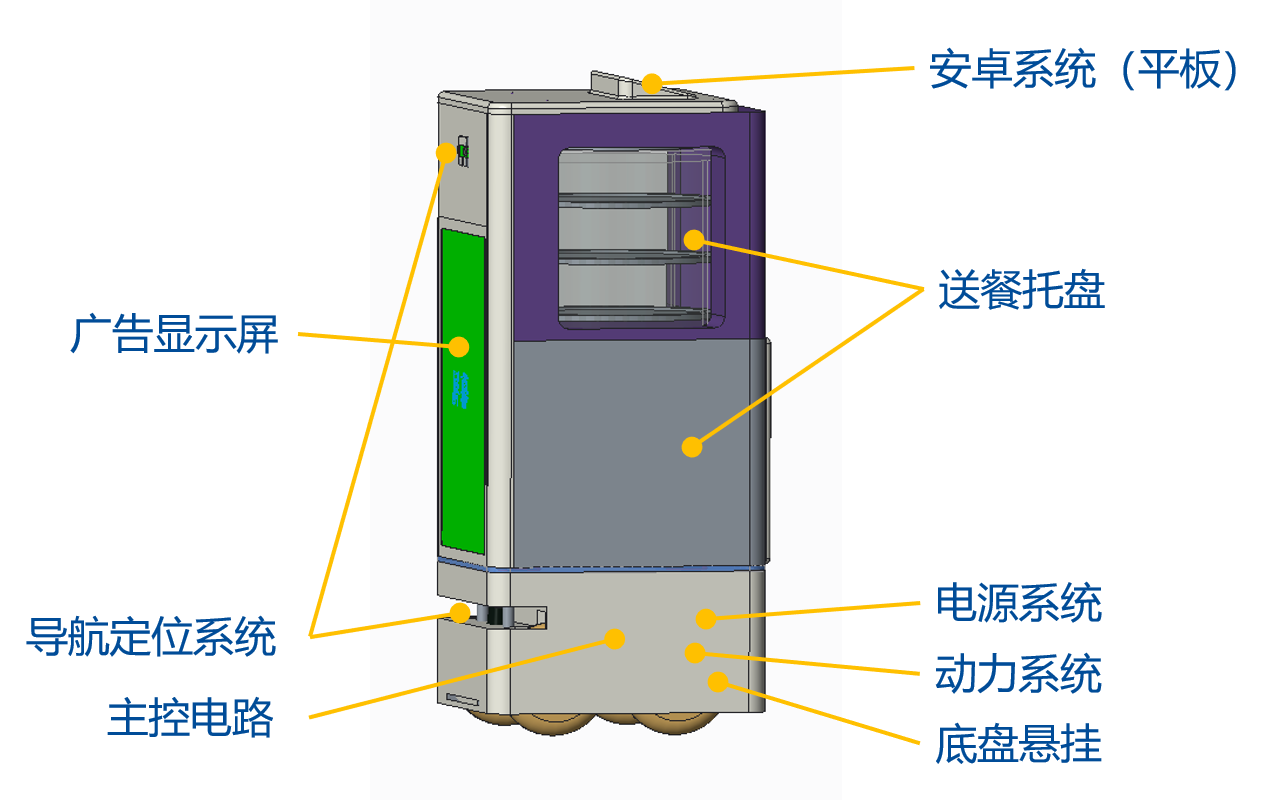 安卓系统（平板）
送餐托盘
广告显示屏
电源系统
导航定位系统
动力系统
主控电路
底盘悬挂